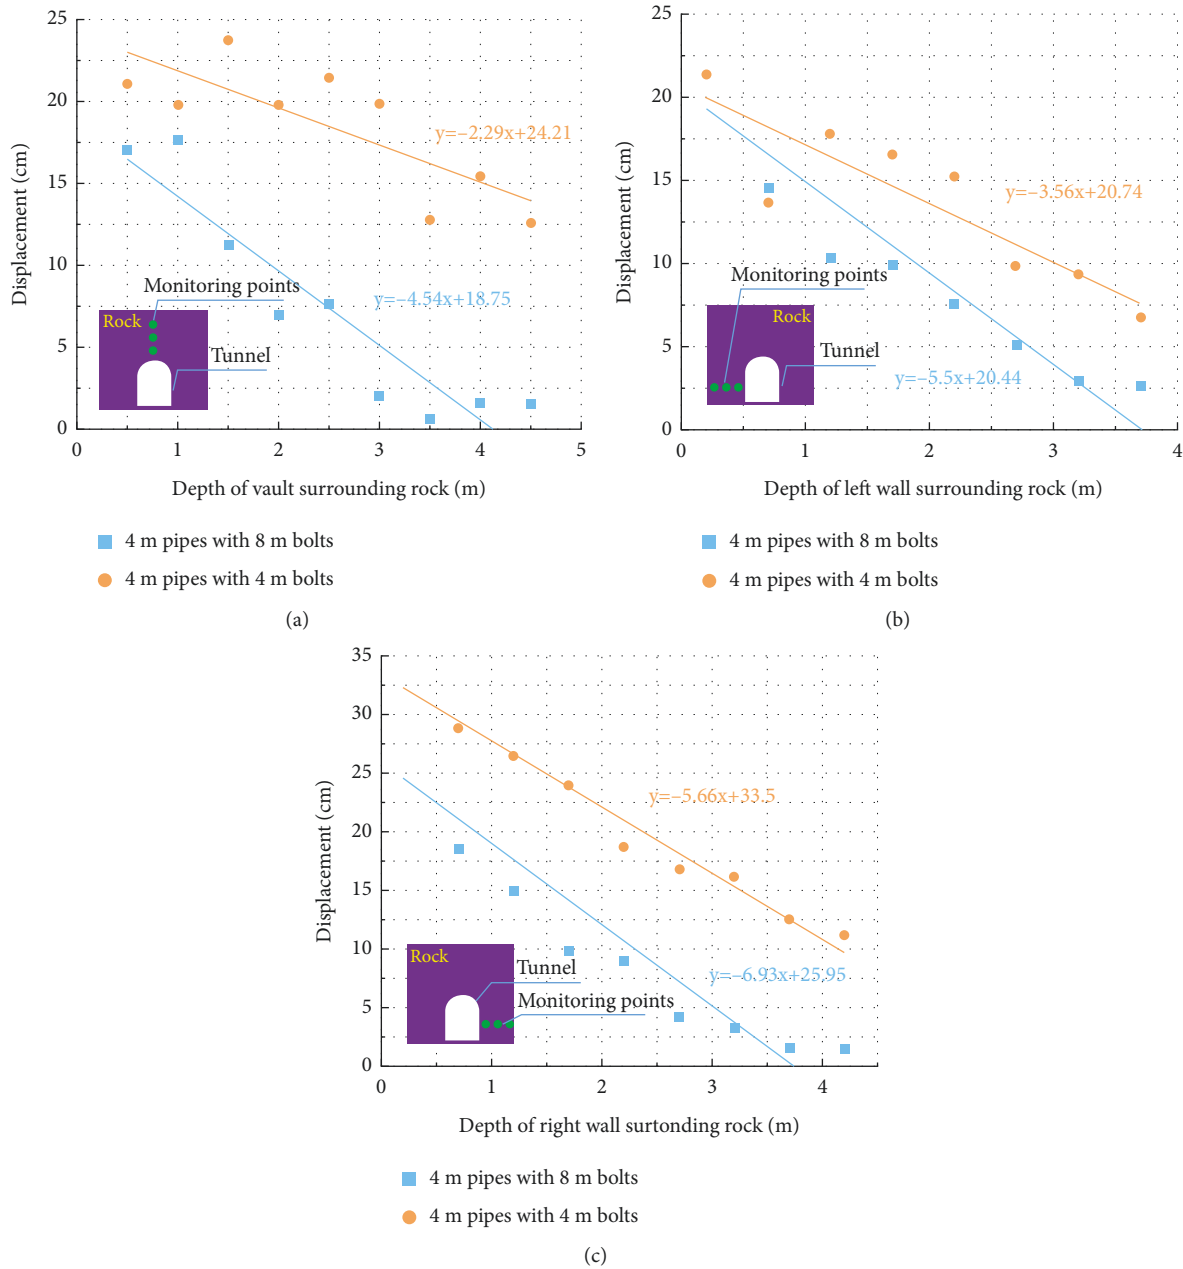 25
20
15
10
5
0
Displacement (cm)
y=–2.29x+24.21
y=–4.54x+18.75
Monitoring points
Rock
Tunnel
0 1 2 3 4 5
Depth of vault surrounding rock (m)
4 m pipes with 8 m bolts
4 m pipes with 4 m bolts
(a)
25
20
15
10
5
0
Displacement (cm)
y=–3.56x+20.74
Monitoring points
Rock
Tunnel
y=–5.5x+20.44
0 1 2 3 4
Depth of left wall surrounding rock (m)
4 m pipes with 8 m bolts
4 m pipes with 4 m bolts
(b)
35
30
25
20
15
10
5
0
Displacement (cm)
y=–5.66x+33.5
y=–6.93x+25.95
Rock
Tunnel
Monitoring points
0 1 2 3 4
Depth of right wall surtonding rock (m)
4 m pipes with 8 m bolts
4 m pipes with 4 m bolts
(c)